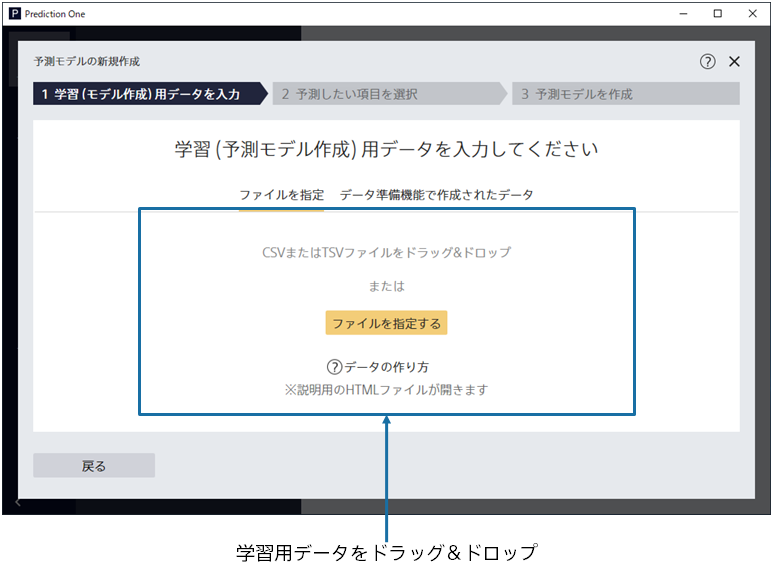 Prediction One
予測モデルの新規作成
1 学習 (モデル作成) 用データを入力
2 予測したい項目を選択
3 予測モデルを作成
学習 (予測モデル作成) 用データを入力してください
ファイルを指定 データ準備機能で作成されたデータ
CSVまたはTSVファイルをドラッグ&ドロップ
または
ファイルを指定する
?データの作り方
※説明用のHTMLファイルが開きます
戻る
学習用データをドラッグ＆ドロップ